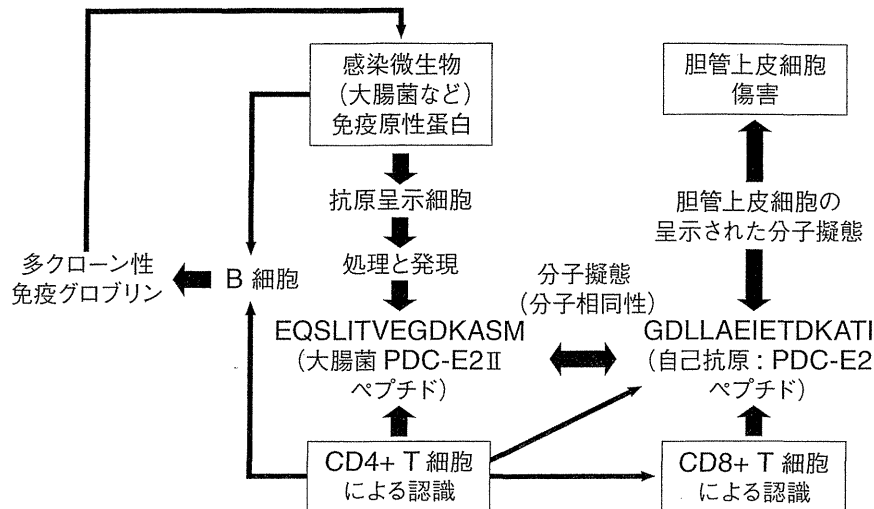 感染微生物
（大腸菌など）
免疫原性蛋白
抗原呈示細胞
処理と発現
多クローン性
免疫グロブリン
B 細胞
EQSLITVEGDKASM
（大腸菌 PDC-E2Ⅱ
ペプチド）
CD4+ T 細胞
による認識
分子擬態
（分子相同性）
胆管上皮細胞
傷害
胆管上皮細胞の
呈示された分子擬態
GDLLAEIETDKATI
（自己抗原：PDC-E2
ペプチド）
CD8+ T 細胞
による認識